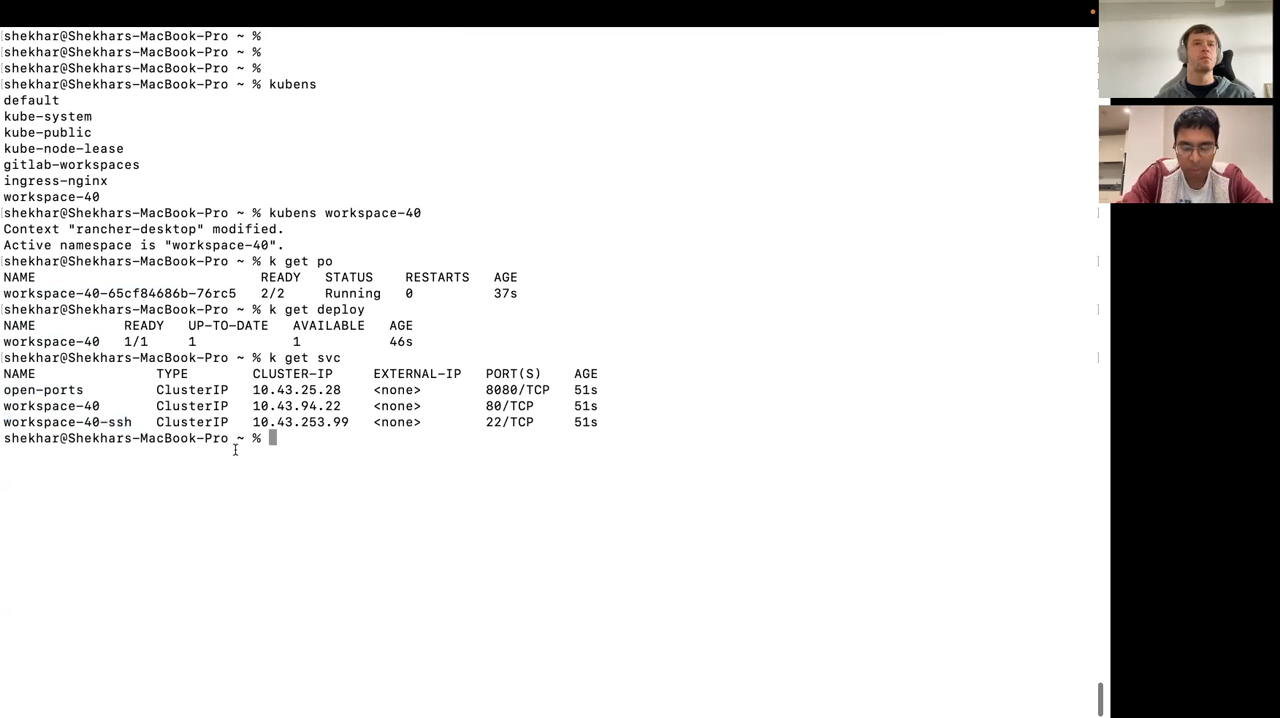 shekhar@Shekhars-MacBook-Pro ~ %
shekhar@Shekhars-MacBook-Pro ~ %
shekhar@Shekhars-MacBook-Pro ~ %
shekhar@Shekhars-MacBook-Pro ~ % kubens
default
kube-system
kube-public
kube-node-lease
gitlab-workspaces
ingress-nginx
workspace-40
shekhar@Shekhars-MacBook-Pro ~ % kubens workspace-40
Context "rancher-desktop" modified.
Active namespace is "workspace-40".
shekhar@Shekhars-MacBook-Pro ~ % k get po
NAME READY STATUS RESTARTS AGE
workspace-40-65cf84686b-76rc5 2/2 Running 0 37s
shekhar@Shekhars-MacBook-Pro ~ % k get deploy
NAME READY UP-TO-DATE AVAILABLE AGE
workspace-40 1/1 1 1 46s
shekhar@Shekhars-MacBook-Pro ~ % k get svc
NAME TYPE CLUSTER-IP EXTERNAL-IP PORT(S) AGE
open-ports ClusterIP 10.43.25.28 <none> 8080/TCP 51s
workspace-40 ClusterIP 10.43.94.22 <none> 80/TCP 51s
workspace-40-ssh ClusterIP 10.43.253.99 <none> 22/TCP 51s
shekhar@Shekhars-MacBook-Pro ~ %